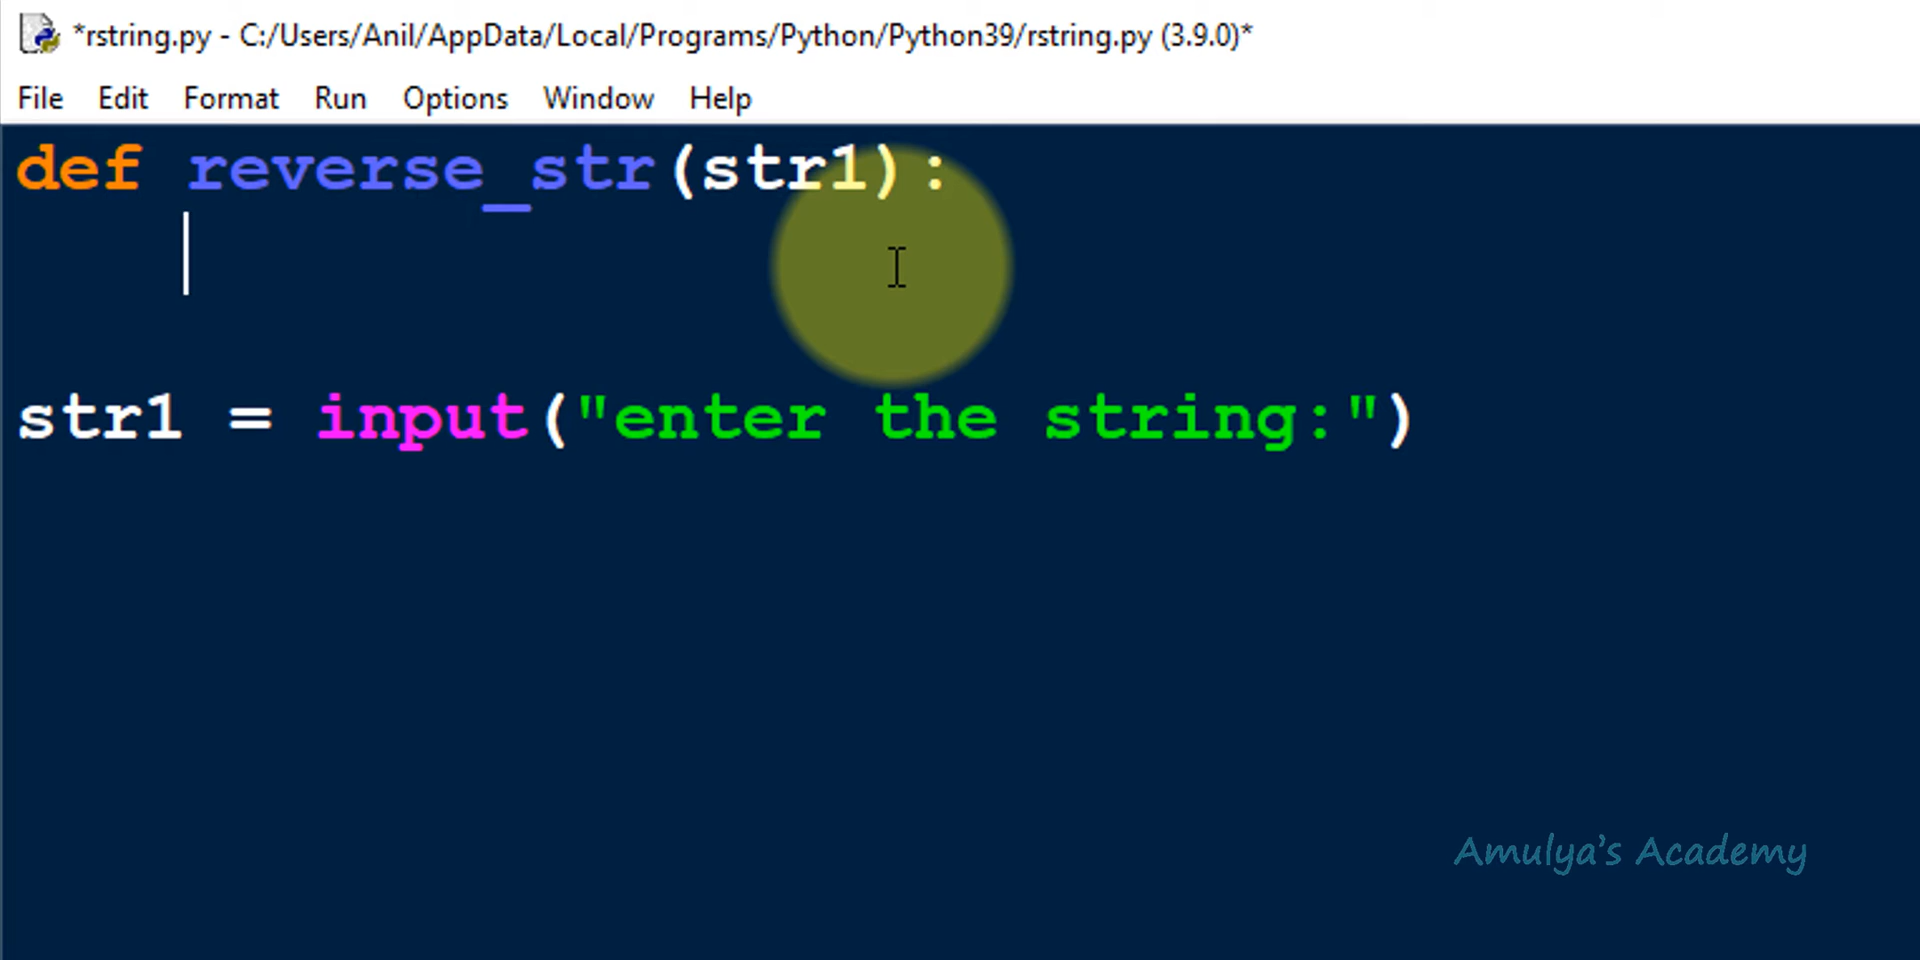 *rstring.py - C:/Users/Anil/AppData/Local/Programs/Python/Python39/rstring.py (3.9.0)*
File Edit Format Run Options Window Help
def reverse_str(str1):
str1 = input("enter the string:")
Amulya's Academy